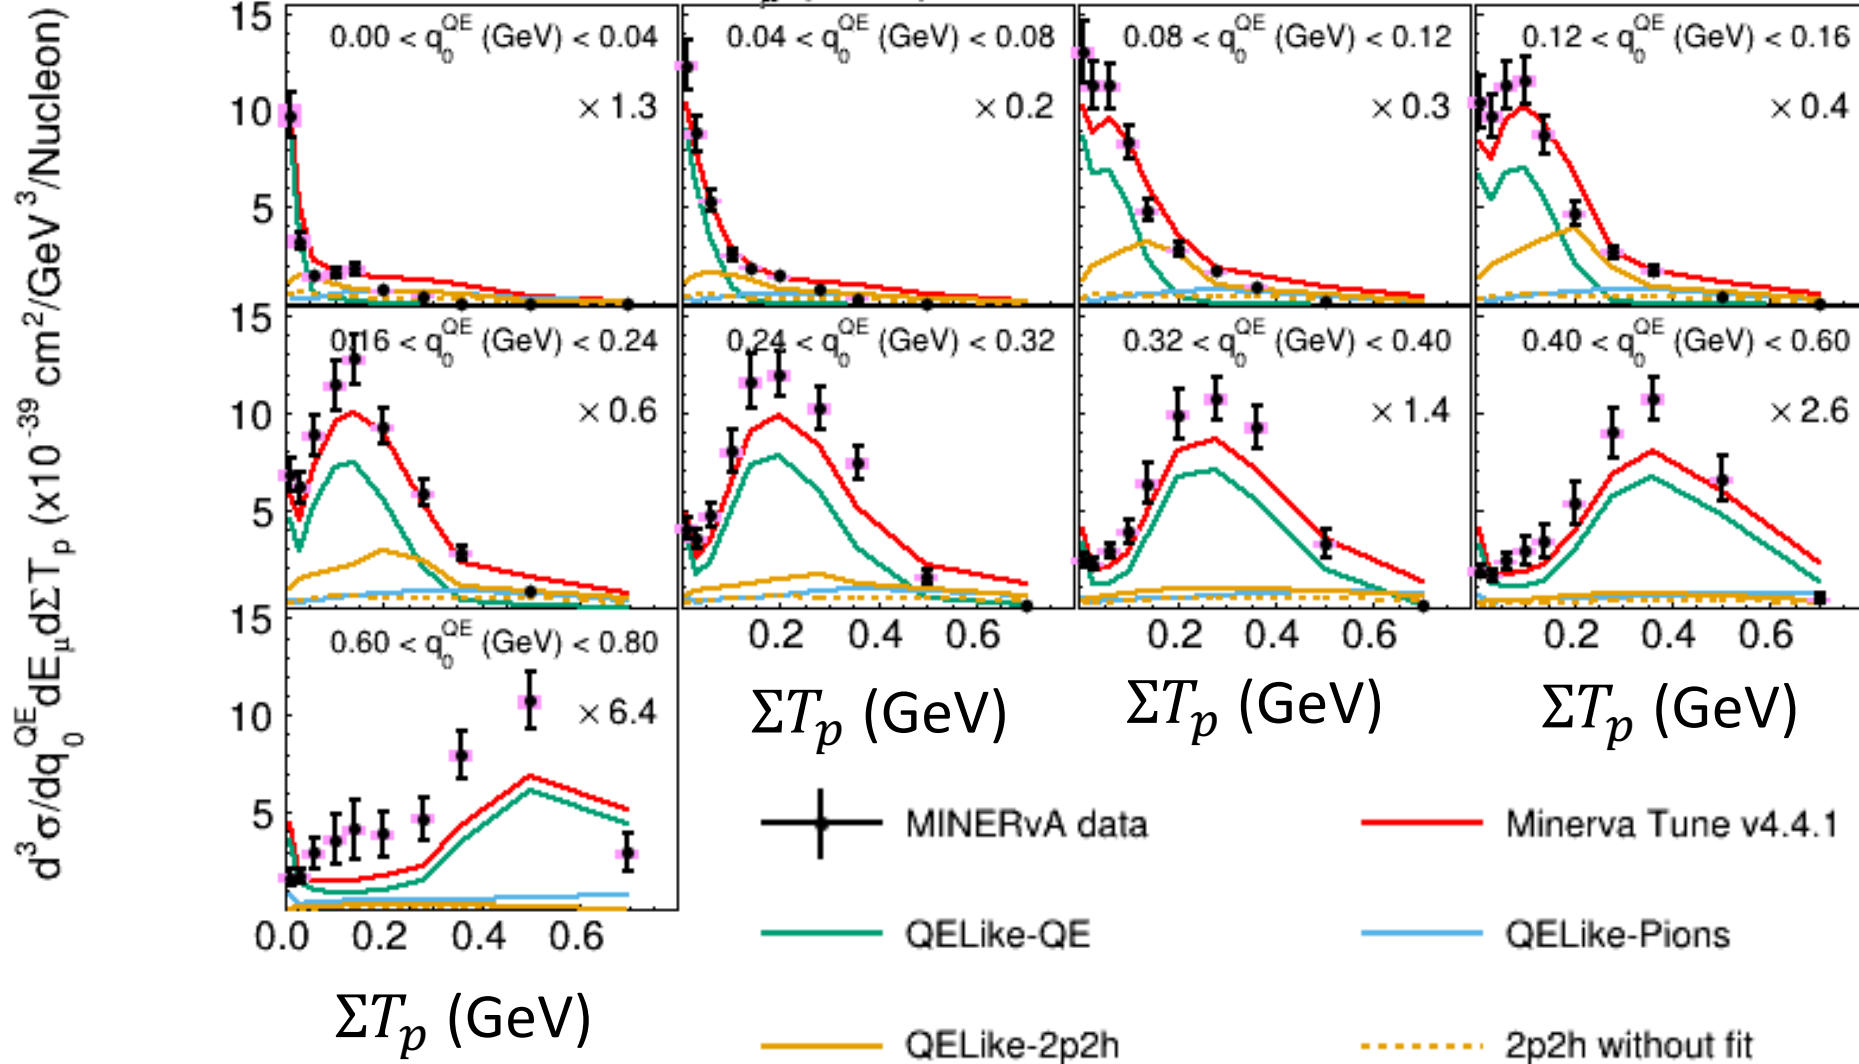 d³σ/dq₀^QE dE_μ dΣT_p (x10⁻³⁹ cm²/GeV³/Nucleon)
15 0.00 < q₀^QE (GeV) < 0.04 0.04 < q₀^QE (GeV) < 0.08 0.08 < q₀^QE (GeV) < 0.12 0.12 < q₀^QE (GeV) < 0.16
10 × 1.3 × 0.2 × 0.3 × 0.4
5
15 0.16 < q₀^QE (GeV) < 0.24 0.24 < q₀^QE (GeV) < 0.32 0.32 < q₀^QE (GeV) < 0.40 0.40 < q₀^QE (GeV) < 0.60
10 × 0.6 × 1.4 × 2.6
5
0.2 0.4 0.6 0.2 0.4 0.6 0.2 0.4 0.6
15 0.60 < q₀^QE (GeV) < 0.80
ΣT_p (GeV) ΣT_p (GeV) ΣT_p (GeV)
10 × 6.4
5
0.0 0.2 0.4 0.6
ΣT_p (GeV)
MINERvA data Minerva Tune v4.4.1
QELike-QE QELike-Pions
QELike-2p2h 2p2h without fit